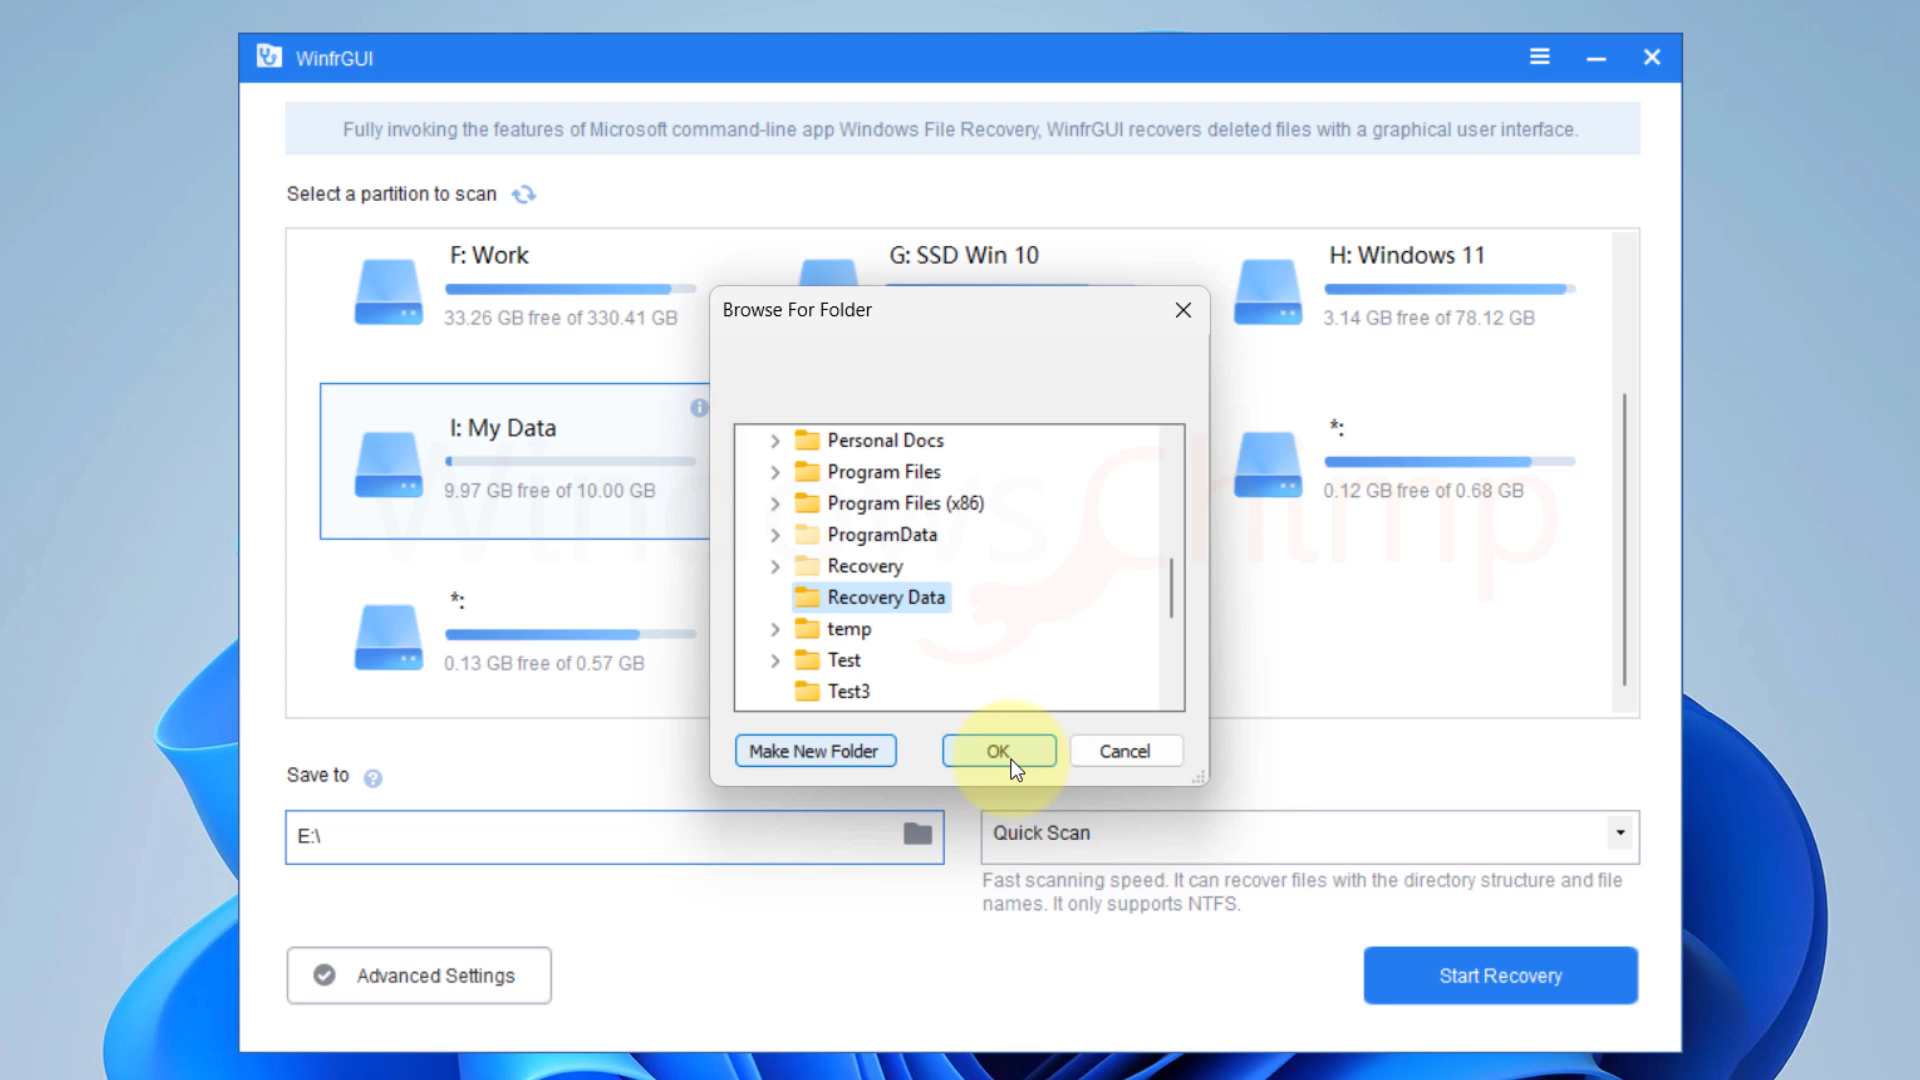 WinfrGUI
Fully invoking the features of Microsoft command-line app Windows File Recovery, WinfrGUI recovers deleted files with a graphical user interface.
Select a partition to scan
F: Work
33.26 GB free of 330.41 GB
G: SSD Win 10
H: Windows 11
3.14 GB free of 78.12 GB
I: My Data
9.97 GB free of 10.00 GB
*:
0.12 GB free of 0.68 GB
*:
0.13 GB free of 0.57 GB
Browse For Folder
Personal Docs
Program Files
Program Files (x86)
ProgramData
Recovery
Recovery Data
temp
Test
Test3
Make New Folder
OK
Cancel
WindowsChimp
Save to
E:\
Quick Scan
Fast scanning speed. It can recover files with the directory structure and file
names. It only supports NTFS.
Advanced Settings
Start Recovery